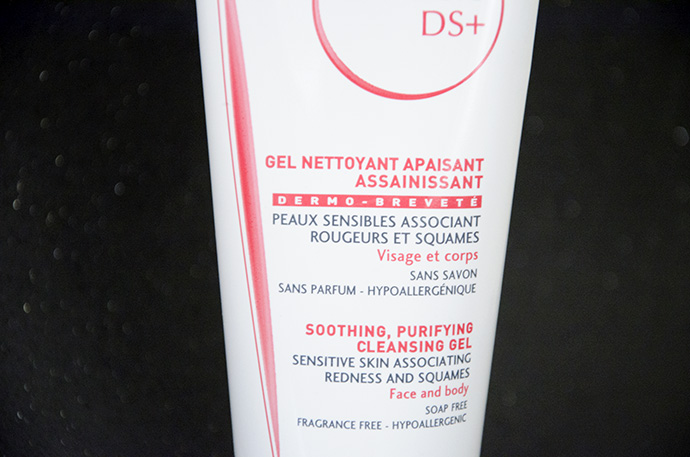 DS+
GEL NETTOYANT APAISANT
ASSAINISSANT
DERMO-BREVETÉ
PEAUX SENSIBLES ASSOCIANT
ROUGEURS ET SQUAMES
Visage et corps
SANS SAVON
SANS PARFUM - HYPOALLERGÉNIQUE
SOOTHING, PURIFYING
CLEANSING GEL
SENSITIVE SKIN ASSOCIATING
REDNESS AND SQUAMES
Face and body
SOAP FREE
FRAGRANCE FREE - HYPOALLERGENIC